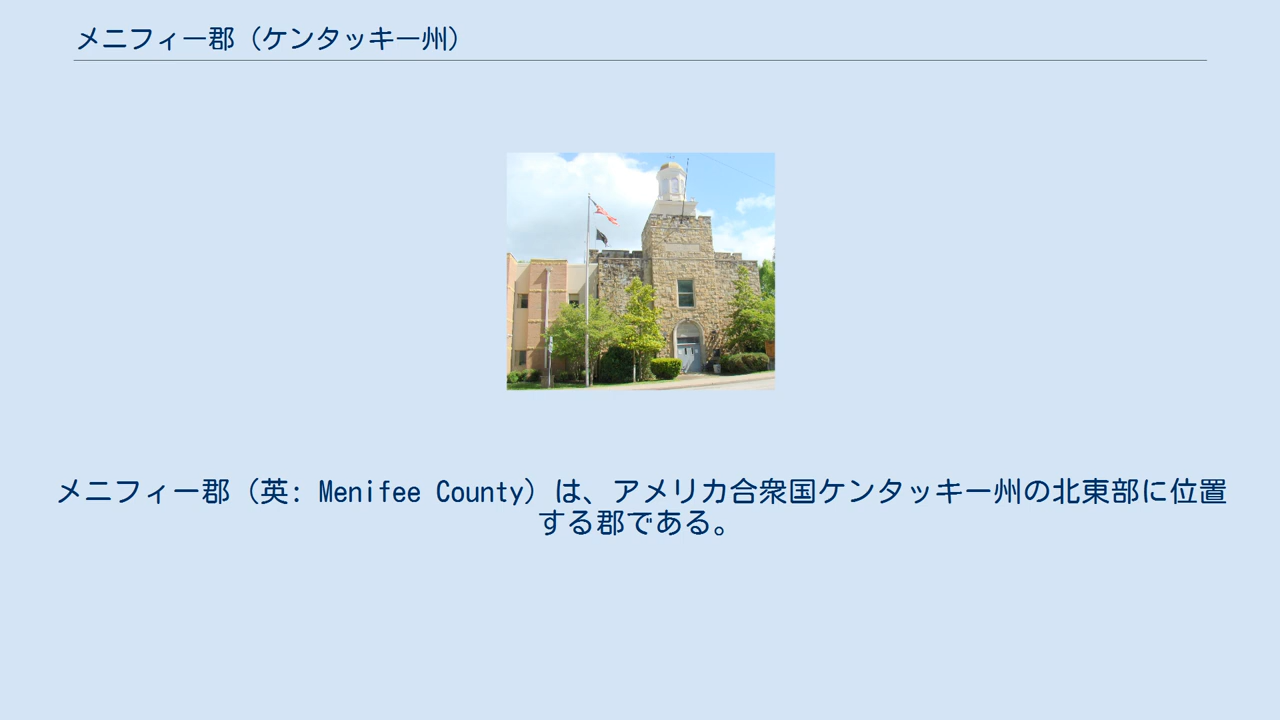 メニフィー郡（ケンタッキー州）
メニフィー郡（英: Menifee County）は、アメリカ合衆国ケンタッキー州の北東部に位置
する郡である。